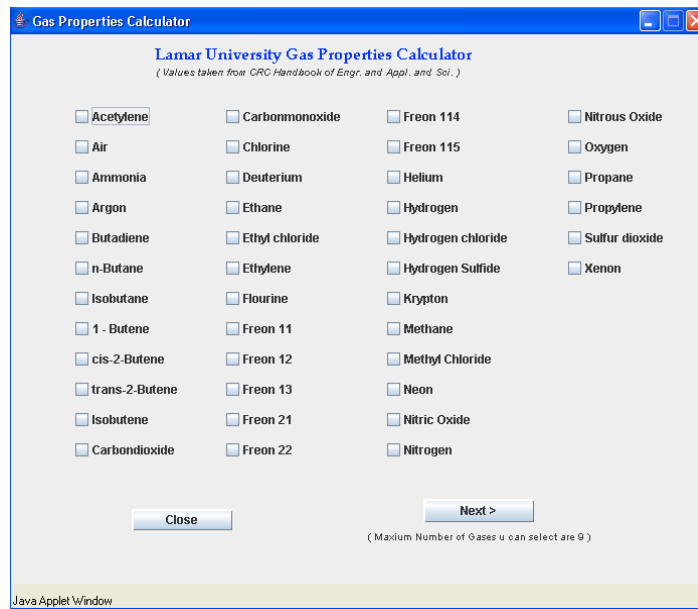 Gas Properties Calculator
Lamar University Gas Properties Calculator
( Values taken from CRC Handbook of Engr. and Appl. and Sci. )
Acetylene Carbonmonoxide Freon 114 Nitrous Oxide
Air Chlorine Freon 115 Oxygen
Ammonia Deuterium Helium Propane
Argon Ethane Hydrogen Propylene
Butadiene Ethyl chloride Hydrogen chloride Sulfur dioxide
n-Butane Ethylene Hydrogen Sulfide Xenon
Isobutane Flourine Krypton
1 - Butene Freon 11 Methane
cis-2-Butene Freon 12 Methyl Chloride
trans-2-Butene Freon 13 Neon
Isobutene Freon 21 Nitric Oxide
Carbondioxide Freon 22 Nitrogen
Close Next >
( Maxium Number of Gases u can select are 9 )
Java Applet Window